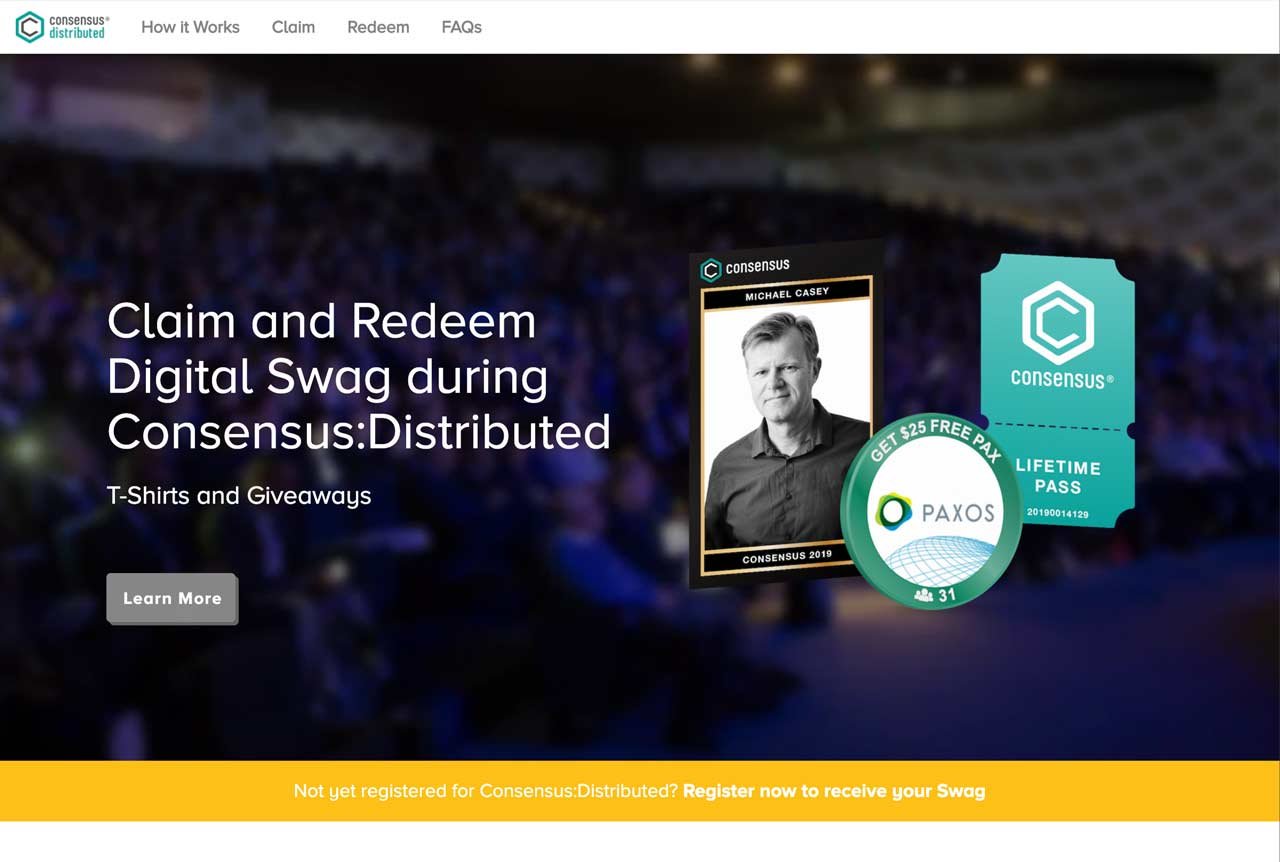 consensus®
distributed
How it Works
Claim
Redeem
FAQs
Claim and Redeem
Digital Swag during
Consensus:Distributed
T-Shirts and Giveaways
Learn More
consensus
MICHAEL CASEY
CONSENSUS 2019
GET $25 FREE PAX
PAXOS
31
consensus®
LIFETIME
PASS
20190014129
Not yet registered for Consensus:Distributed? Register now to receive your Swag